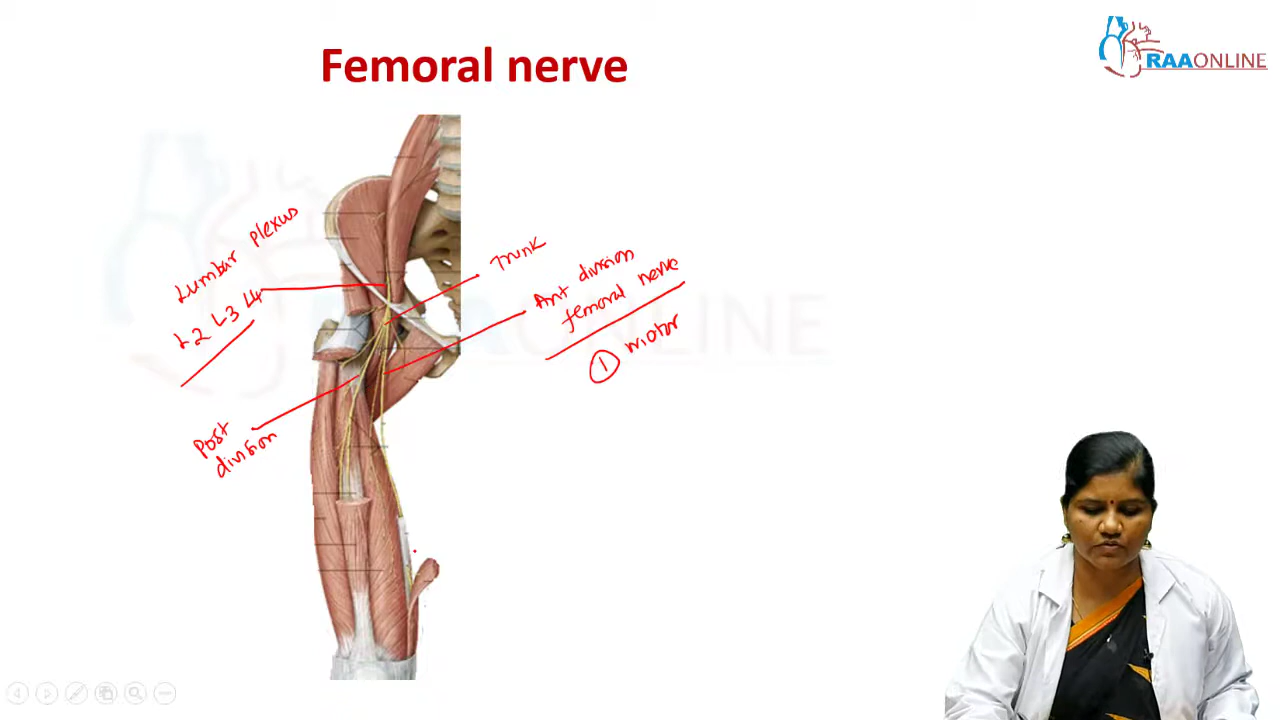 Femoral nerve
RAAONLINE
Lumbar plexus
L2 L3 L4
Trunk
Ant division
femoral nerve
① motor
Post
division